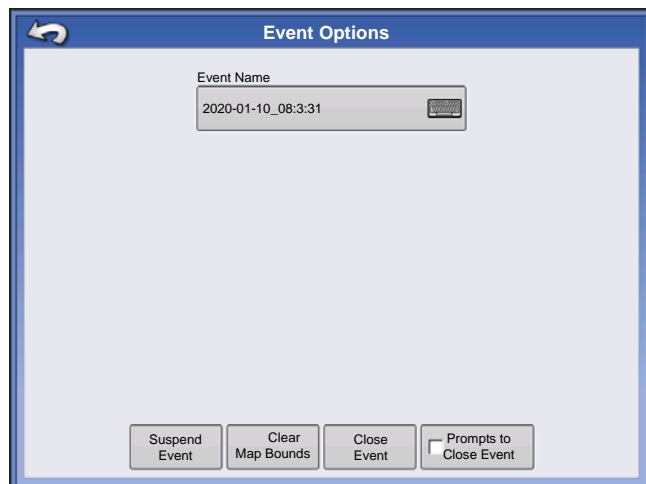 Event Options
Event Name
2020-01-10_08:3:31
Suspend
Event
Clear
Map Bounds
Close
Event
Prompts to
Close Event